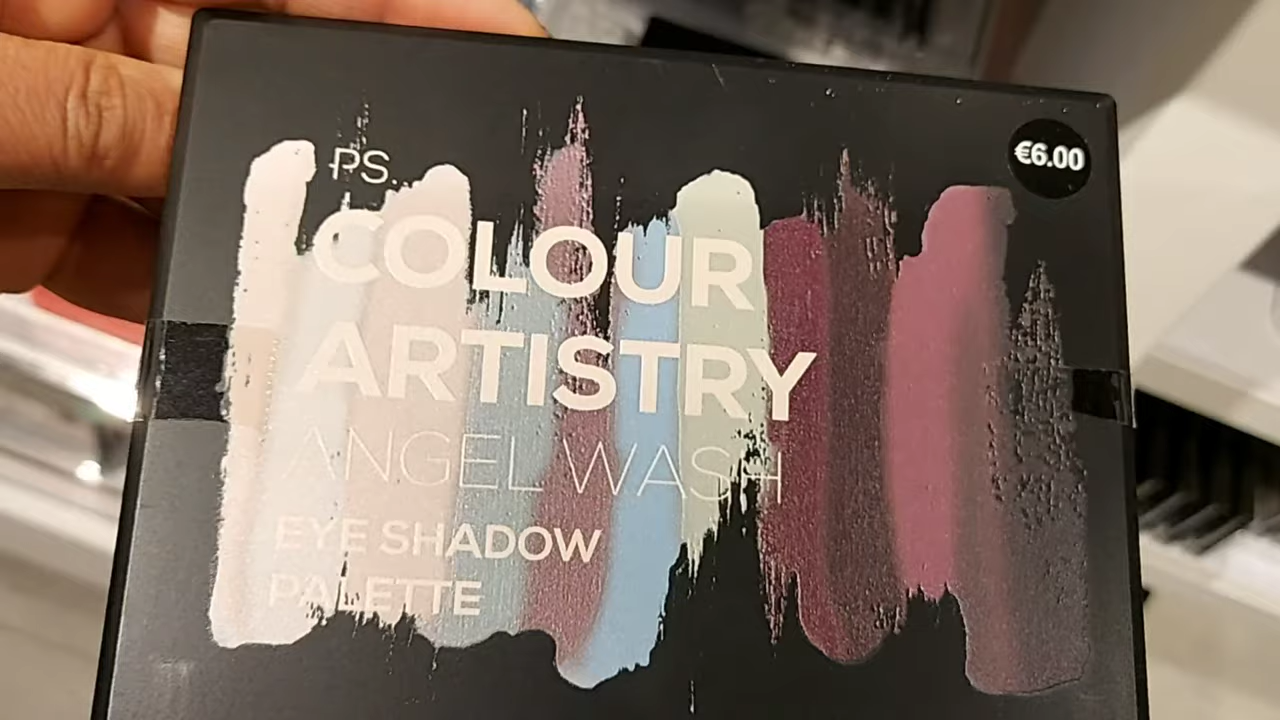 €6.00
PS...
COLOUR
ARTISTRY
ANGEL WASH
EYE SHADOW
PALETTE